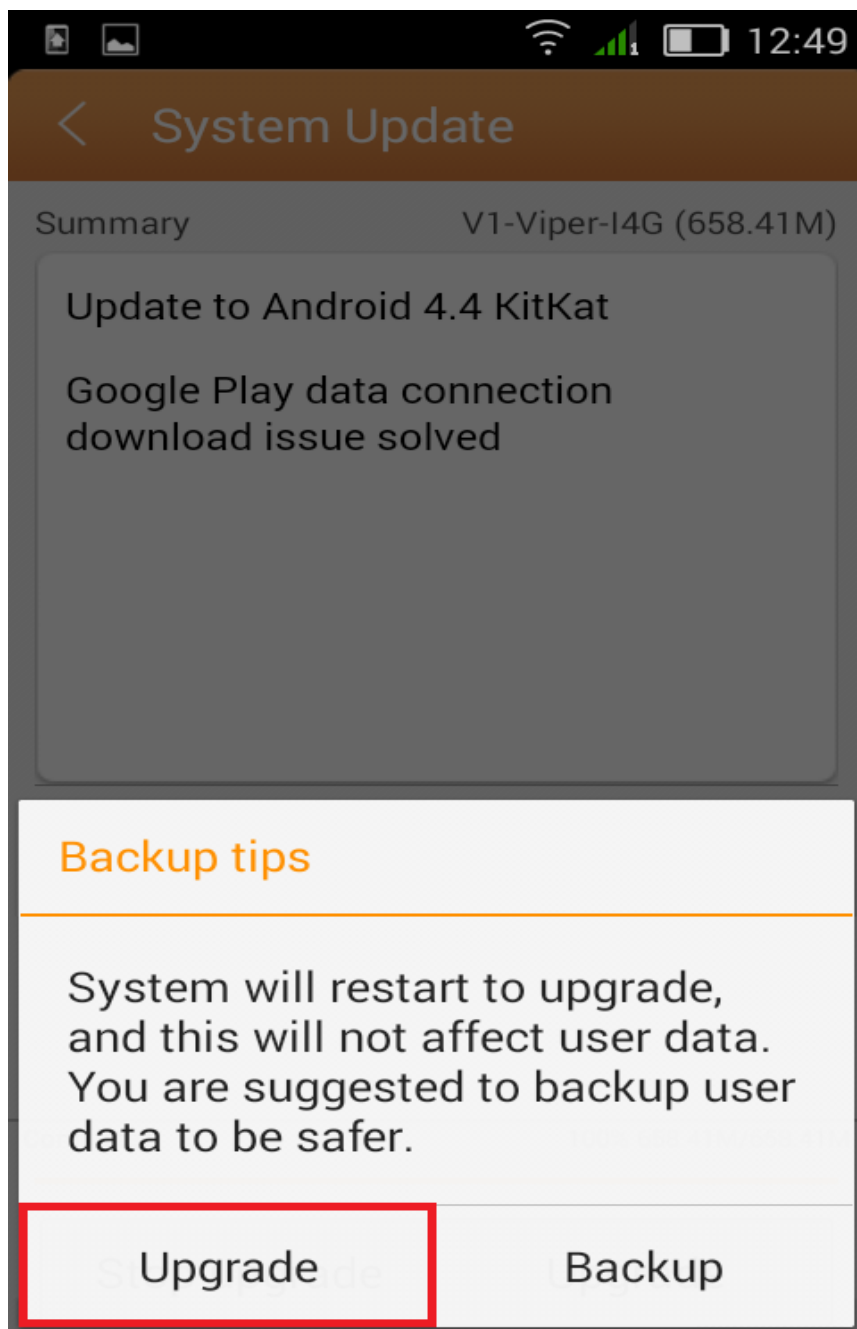 12:49
System Update
Summary V1-Viper-I4G (658.41M)
Update to Android 4.4 KitKat
Google Play data connection
download issue solved
Backup tips
System will restart to upgrade,
and this will not affect user data.
You are suggested to backup user
data to be safer.
Upgrade Backup